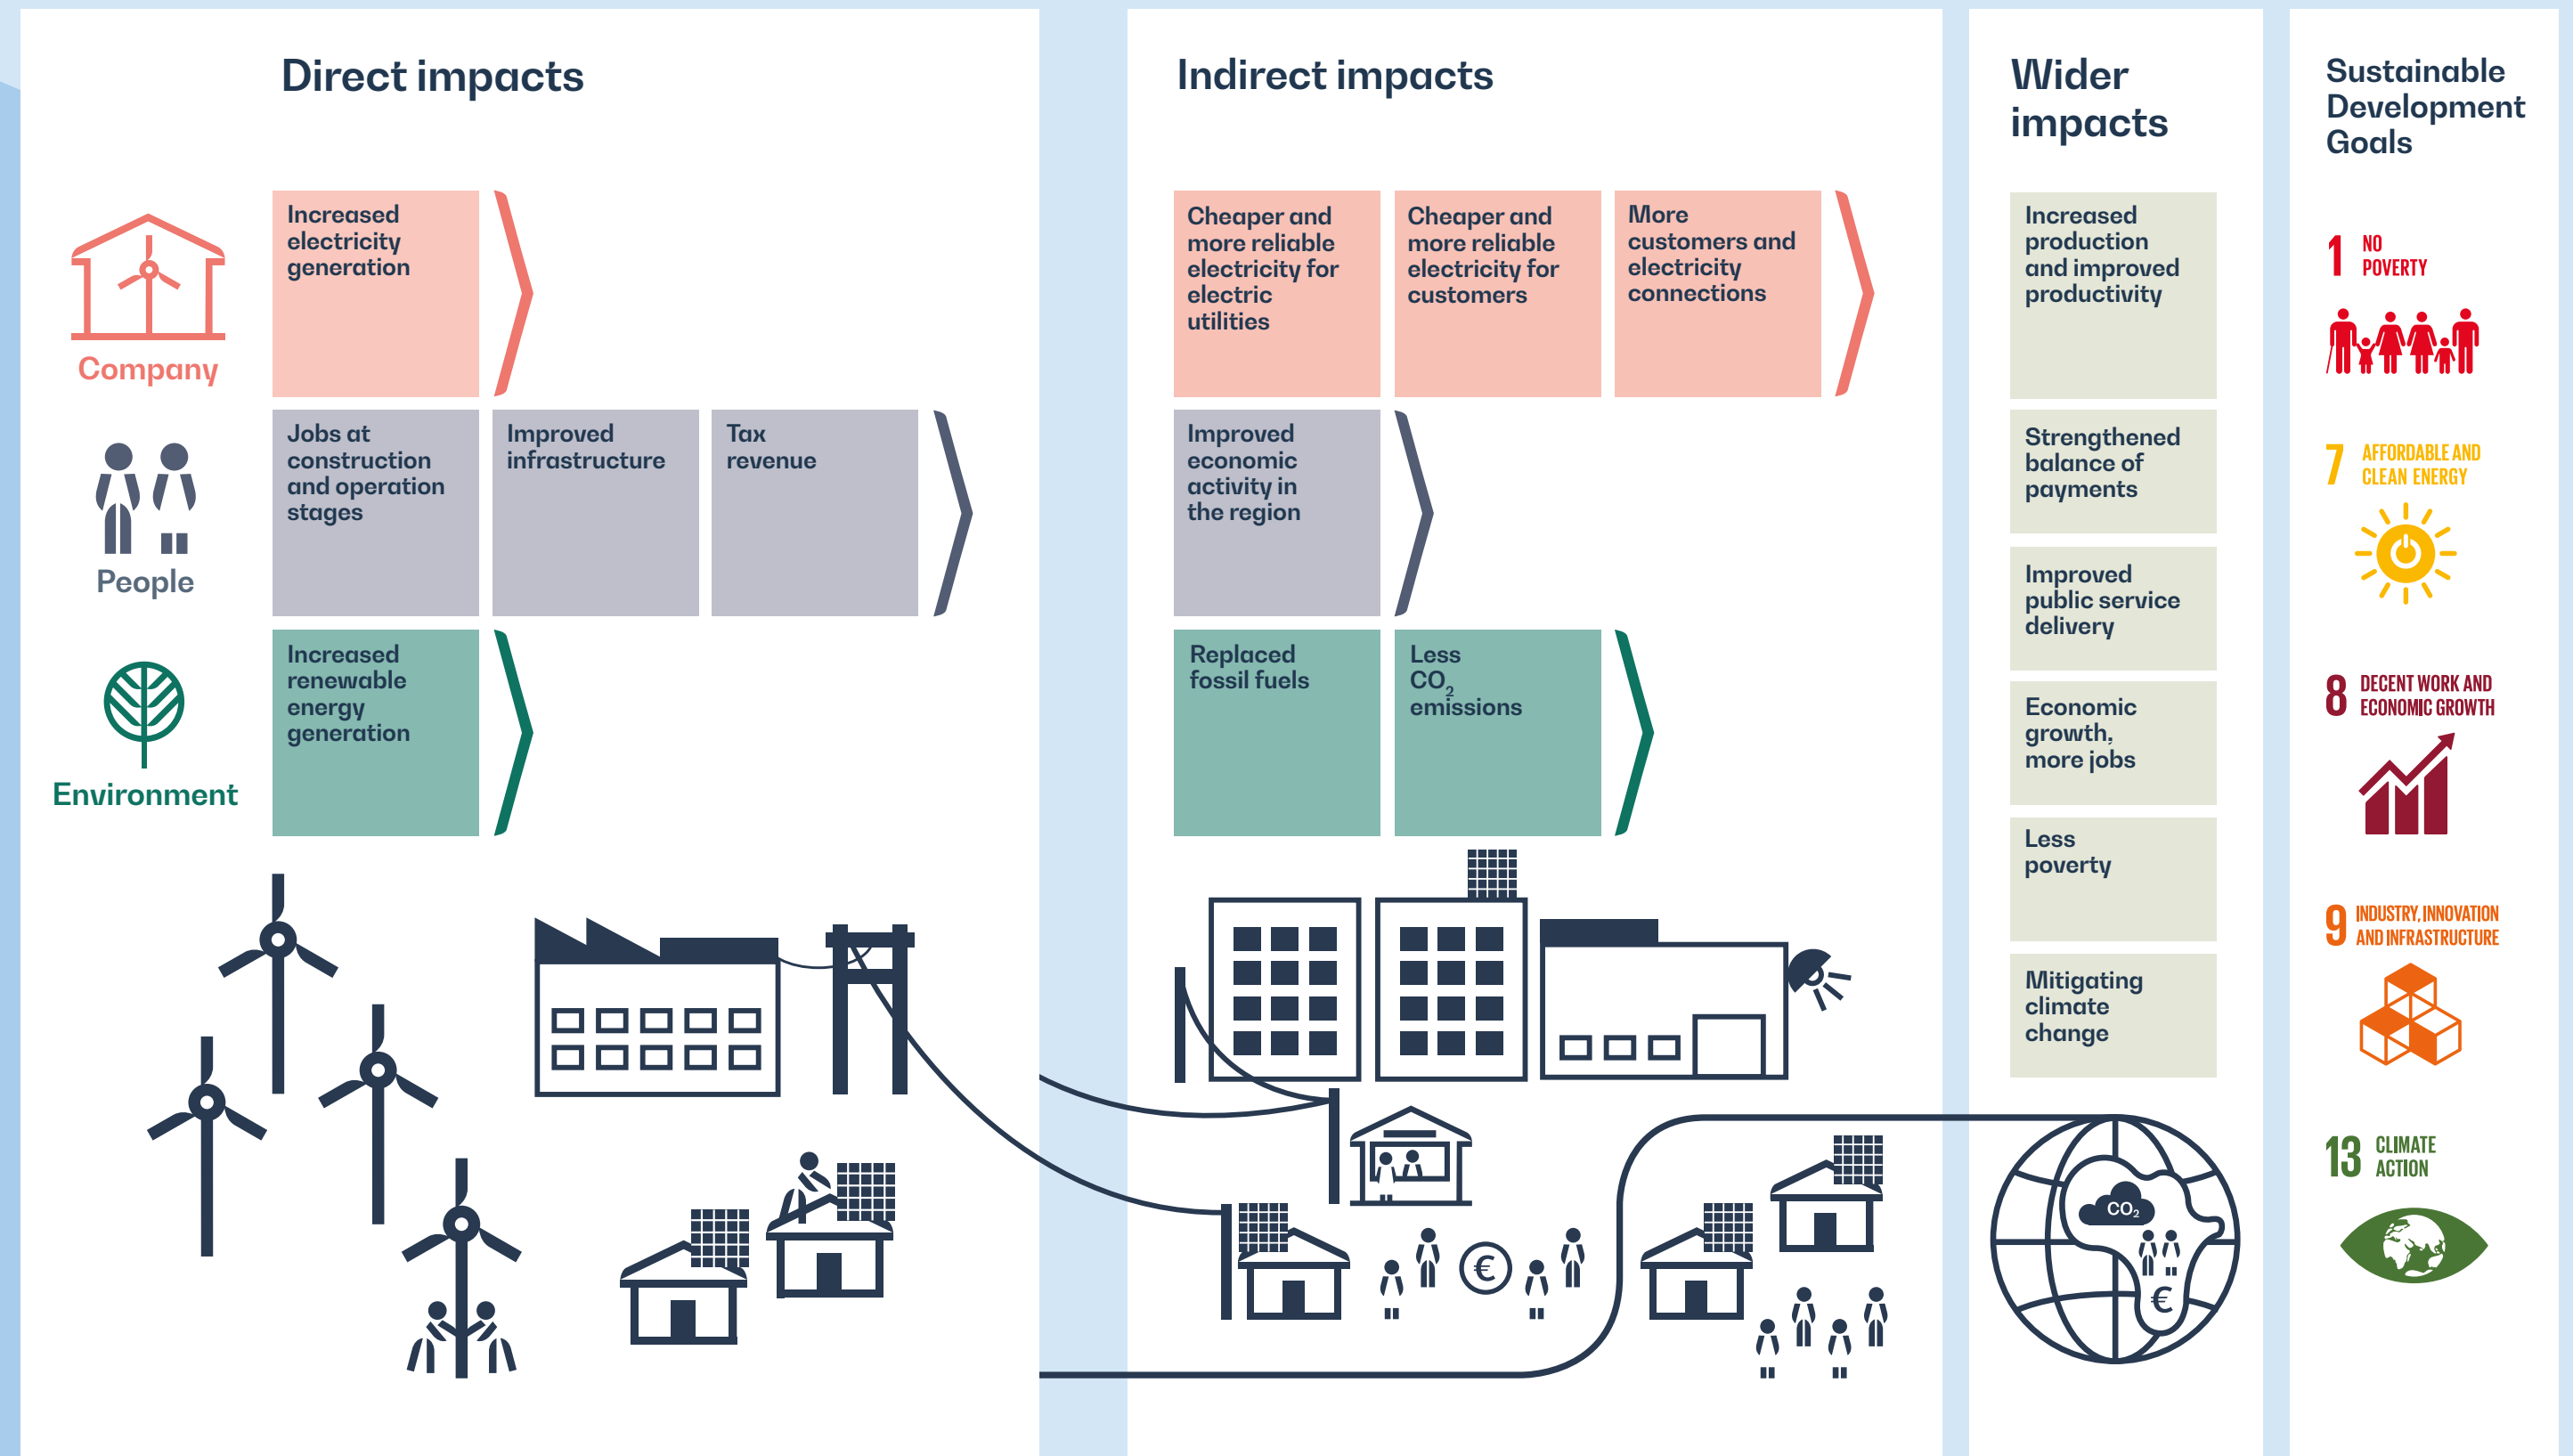 Direct impacts
Company
Increased
electricity
generation
People
Jobs at
construction
and operation
stages
Improved
infrastructure
Tax
revenue
Environment
Increased
renewable
energy
generation
Indirect impacts
Cheaper and
more reliable
electricity for
electric
utilities
Cheaper and
more reliable
electricity for
customers
More
customers and
electricity
connections
Improved
economic
activity in
the region
Replaced
fossil fuels
Less
CO₂
emissions
€
Wider
impacts
Increased
production
and improved
productivity
Strengthened
balance of
payments
Improved
public service
delivery
Economic
growth,
more jobs
Less
poverty
Mitigating
climate
change
CO₂
€
Sustainable
Development
Goals
1 NO
POVERTY
7 AFFORDABLE AND
CLEAN ENERGY
8 DECENT WORK AND
ECONOMIC GROWTH
9 INDUSTRY, INNOVATION
AND INFRASTRUCTURE
13 CLIMATE
ACTION